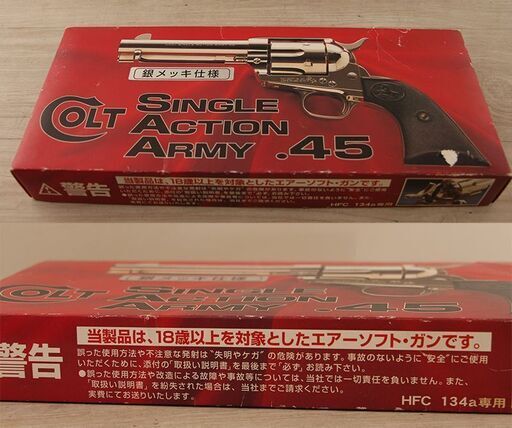 銀メッキ仕様
COLT SINGLE
ACTION
ARMY .45
警告
当製品は、18歳以上を対象としたエアーソフト・ガンです。
HFC 134a専用
COLT SINGLE
ACTION
ARMY .45
警告
当製品は、18歳以上を対象としたエアーソフト・ガンです。
誤った使用方法や不注意な発射は"失明やケガ"の危険があります。事故のないように"安全"にご使用
いただくために、添付の「取扱い説明書」を最後まで「必ず」お読み下さい。
●誤った使用方法や改造による故障や事故等については、当社では一切責任を負いません。また、
「取扱い説明書」を紛失された場合は、当社までご請求ください。
実費にてお送りいたします。
HFC 134a専用